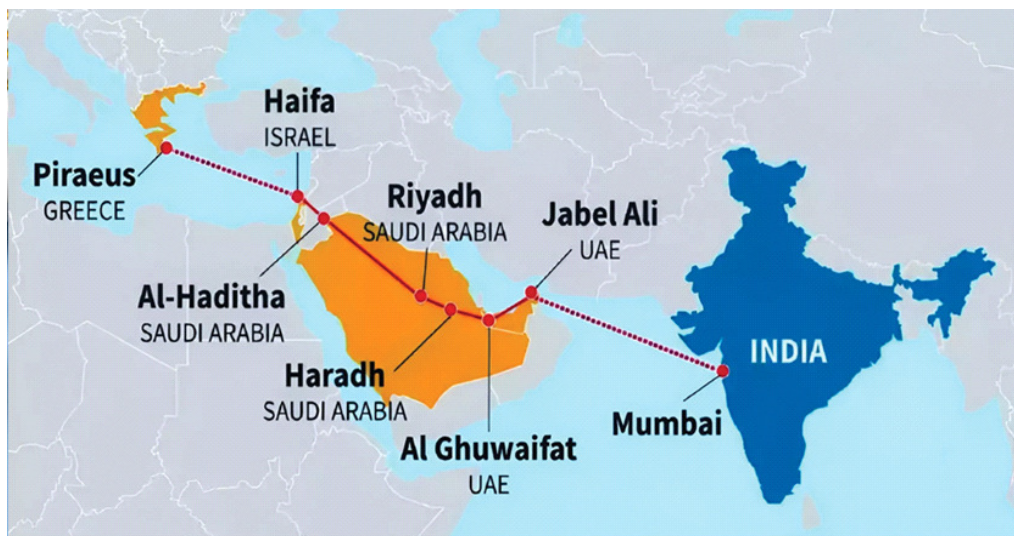 Haifa
ISRAEL
Piraeus
GREECE
Riyadh
SAUDI ARABIA
Jabel Ali
UAE
Al-Haditha
SAUDI ARABIA
Haradh
SAUDI ARABIA
Al Ghuwaifat
UAE
Mumbai
INDIA